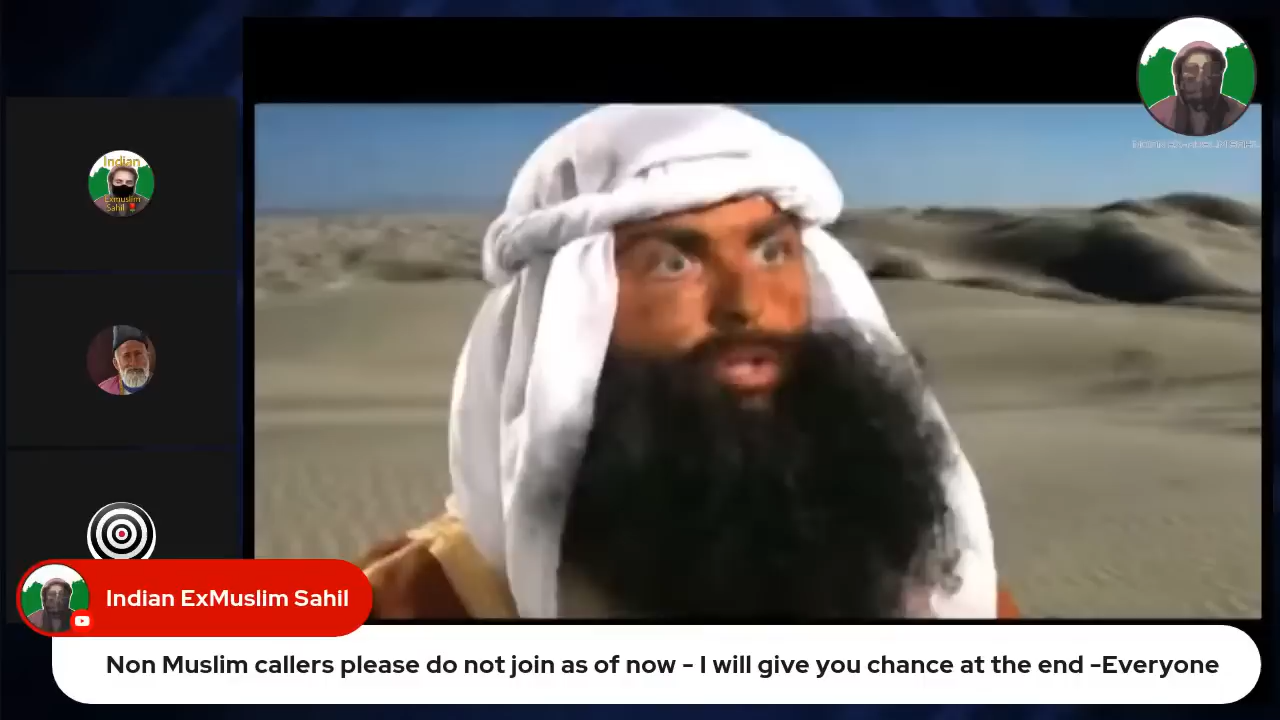 Indian
Exmuslim
Sahil
Indian ExMuslim Sahil
Non Muslim callers please do not join as of now - I will give you chance at the end -Everyone